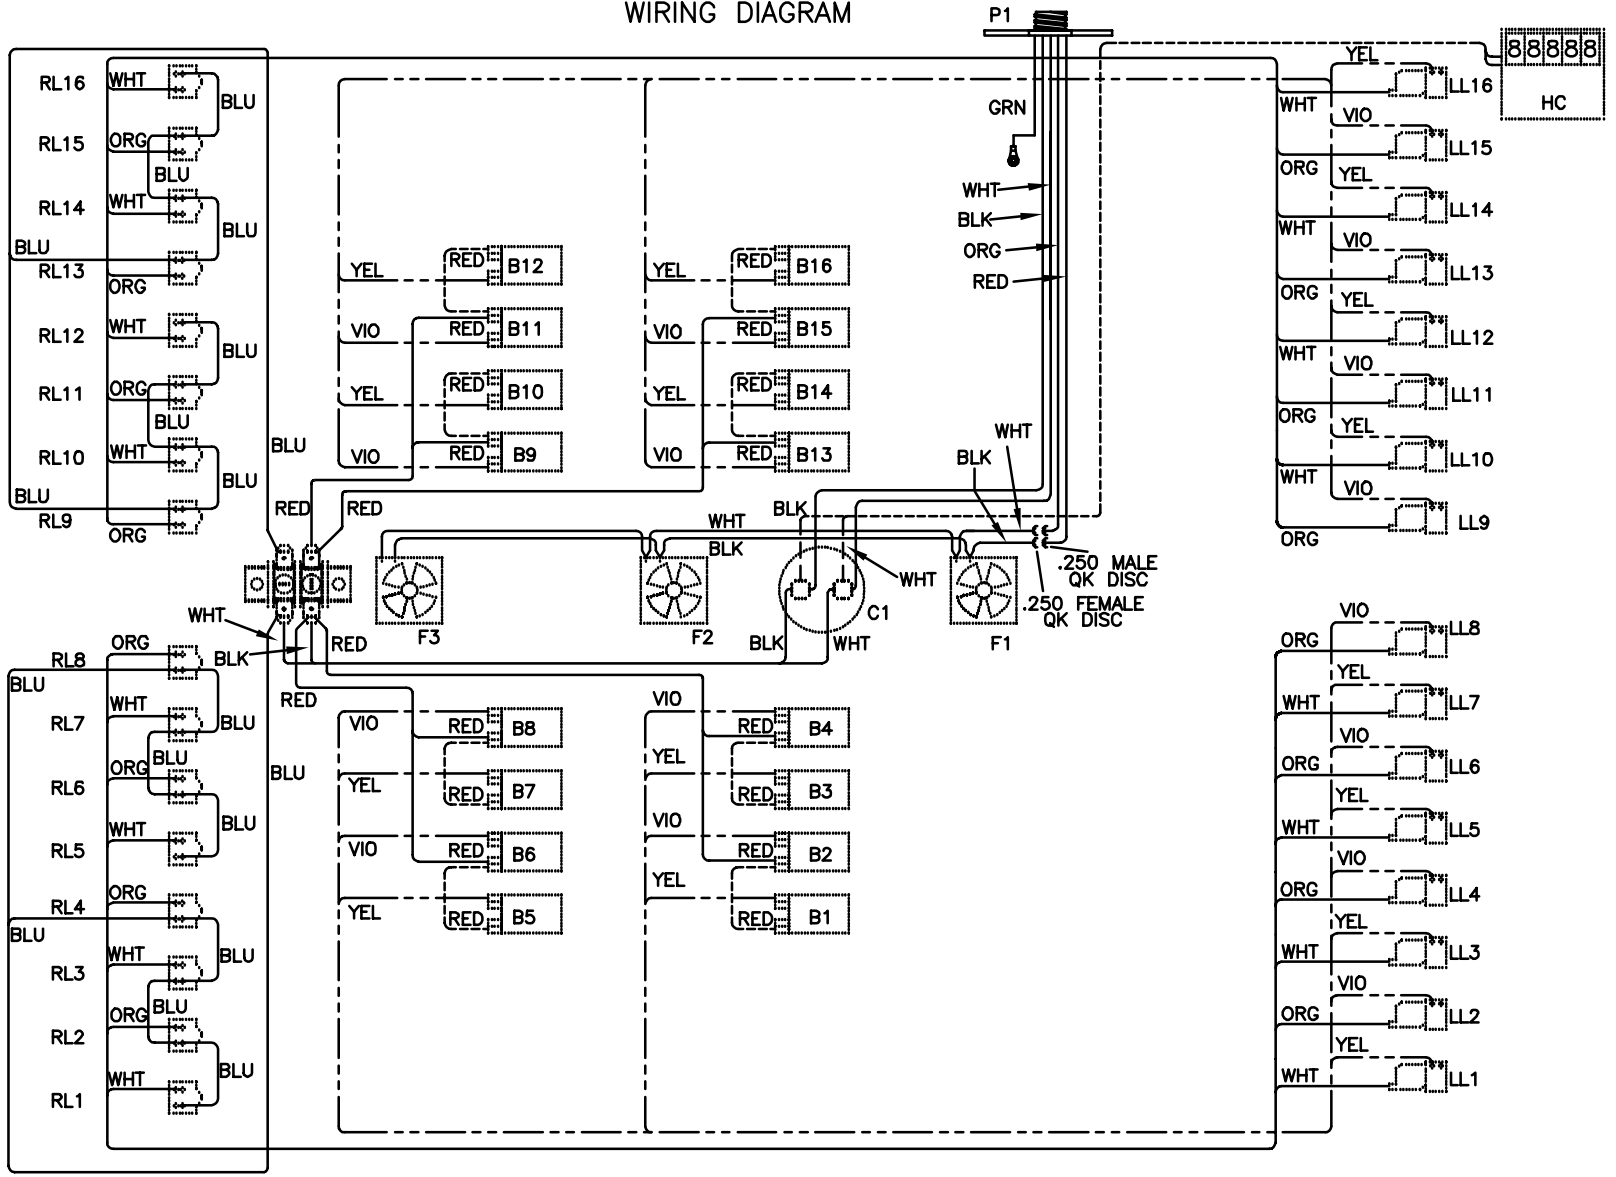 WIRING DIAGRAM
P1
88888
HC
GRN
WHT
BLK
ORG
RED
RL16
WHT
BLU
RL15
ORG
BLU
RL14
WHT
BLU
BLU
RL13
ORG
RL12
WHT
BLU
RL11
ORG
BLU
RL10
WHT
BLU
BLU
RL9
ORG
BLU
RED
RED
YEL
RED
B12
VIO
RED
B11
YEL
RED
B10
VIO
RED
B9
YEL
RED
B16
VIO
RED
B15
YEL
RED
B14
VIO
RED
B13
YEL
LL16
WHT
VIO
LL15
ORG
YEL
LL14
WHT
VIO
LL13
ORG
YEL
LL12
WHT
VIO
LL11
ORG
YEL
LL10
WHT
VIO
LL9
ORG
WHT
BLK
BLK
WHT
BLK
WHT
.250 MALE
QK DISC
.250 FEMALE
QK DISC
F3
F2
C1
F1
BLK
WHT
WHT
BLK
RED
RED
ORG
RL8
BLU
WHT
RL7
BLU
BLU
ORG
RL6
BLU
BLU
WHT
RL5
ORG
RL4
BLU
WHT
RL3
BLU
BLU
ORG
RL2
BLU
WHT
RL1
VIO
RED
B8
YEL
RED
B7
VIO
RED
B6
YEL
RED
B5
VIO
RED
B4
YEL
RED
B3
VIO
RED
B2
YEL
RED
B1
VIO
ORG
LL8
YEL
WHT
LL7
VIO
ORG
LL6
YEL
WHT
LL5
VIO
ORG
LL4
YEL
WHT
LL3
VIO
ORG
LL2
YEL
WHT
LL1